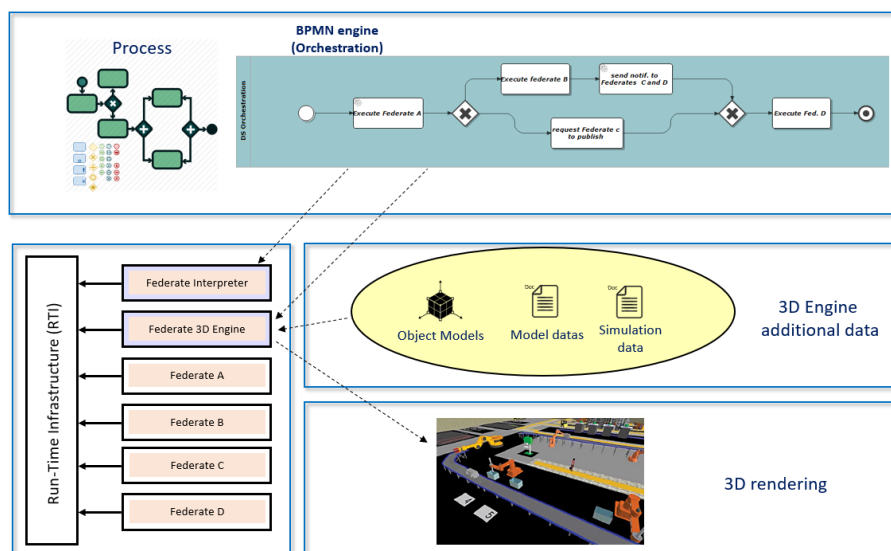 Process
BPMN engine
(Orchestration)
DS Orchestration
Execute Federate A
Execute federate B
send notif. to
Federates C and D
request Federate c
to publish
Execute Fed. D
Run-Time Infrastructure (RTI)
Federate Interpreter
Federate 3D Engine
Federate A
Federate B
Federate C
Federate D
Object Models
Doc
Model datas
Doc
Simulation
data
3D Engine
additional data
4
5
3D rendering